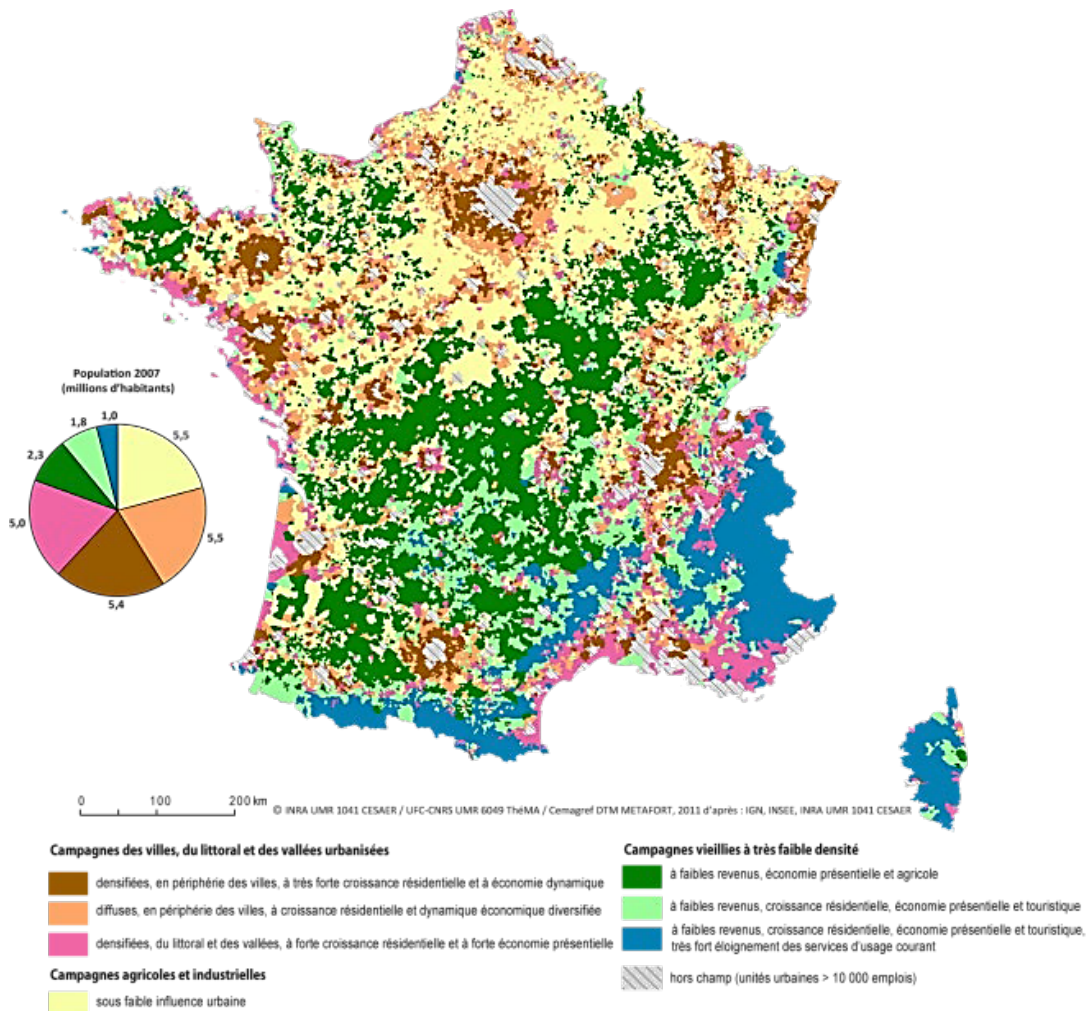 Population 2007
(millions d'habitants)
1,0
1,8
5,5
2,3
5,0
5,5
5,4
0 100 200 km
© INRA UMR 1041 CESAER / UFC-CNRS UMR 6049 ThéMA / Cemagref DTM METAFORT, 2011 d'après : IGN, INSEE, INRA UMR 1041 CESAER
Campagnes des villes, du littoral et des vallées urbanisées
densifiées, en périphérie des villes, à très forte croissance résidentielle et à économie dynamique
diffuses, en périphérie des villes, à croissance résidentielle et dynamique économique diversifiée
densifiées, du littoral et des vallées, à forte croissance résidentielle et à forte économie présentielle
Campagnes agricoles et industrielles
sous faible influence urbaine
Campagnes vieillies à très faible densité
à faibles revenus, économie présentielle et agricole
à faibles revenus, croissance résidentielle, économie présentielle et touristique
à faibles revenus, croissance résidentielle, économie présentielle et touristique,
très fort éloignement des services d'usage courant
hors champ (unités urbaines > 10 000 emplois)